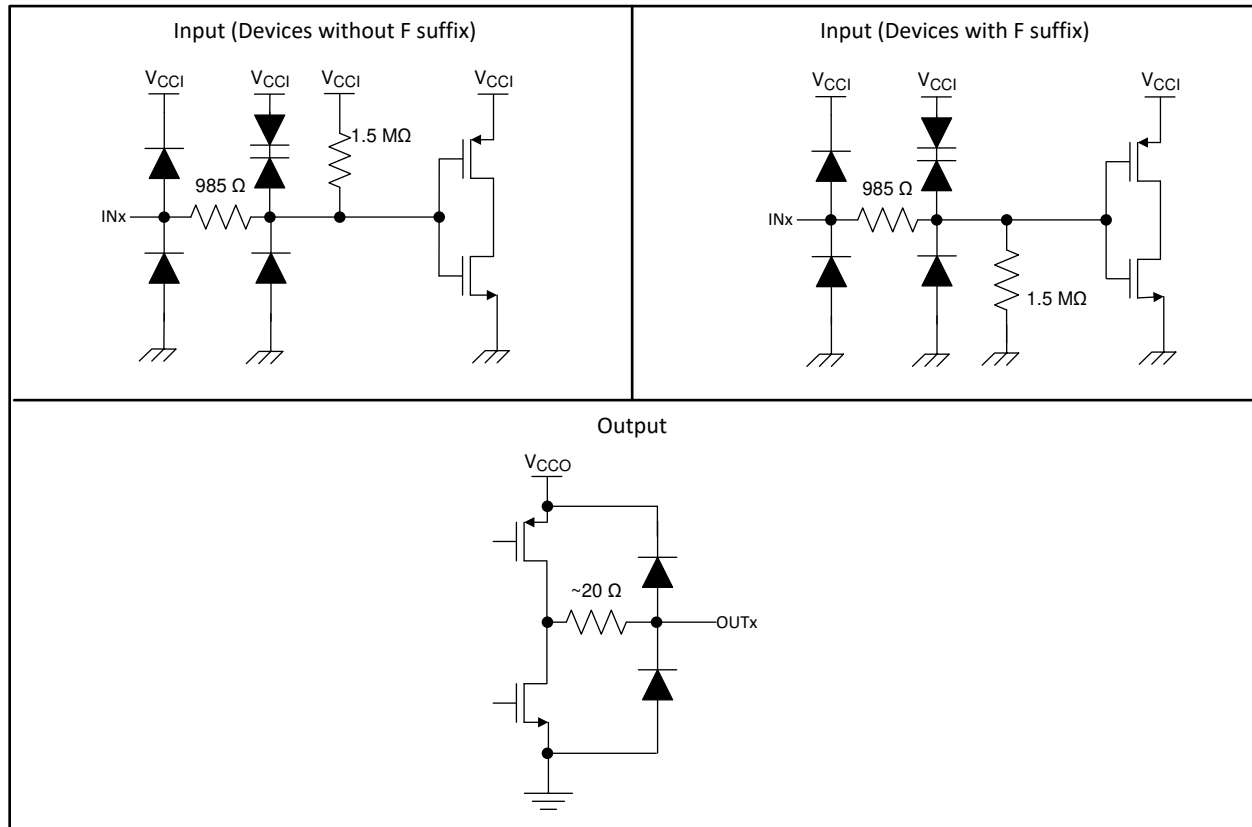 Input (Devices without F suffix)
VCCI VCCI VCCI VCCI
1.5 MΩ
985 Ω
INx
Input (Devices with F suffix)
VCCI VCCI VCCI
985 Ω
INx
1.5 MΩ
Output
VCCO
~20 Ω
OUTx